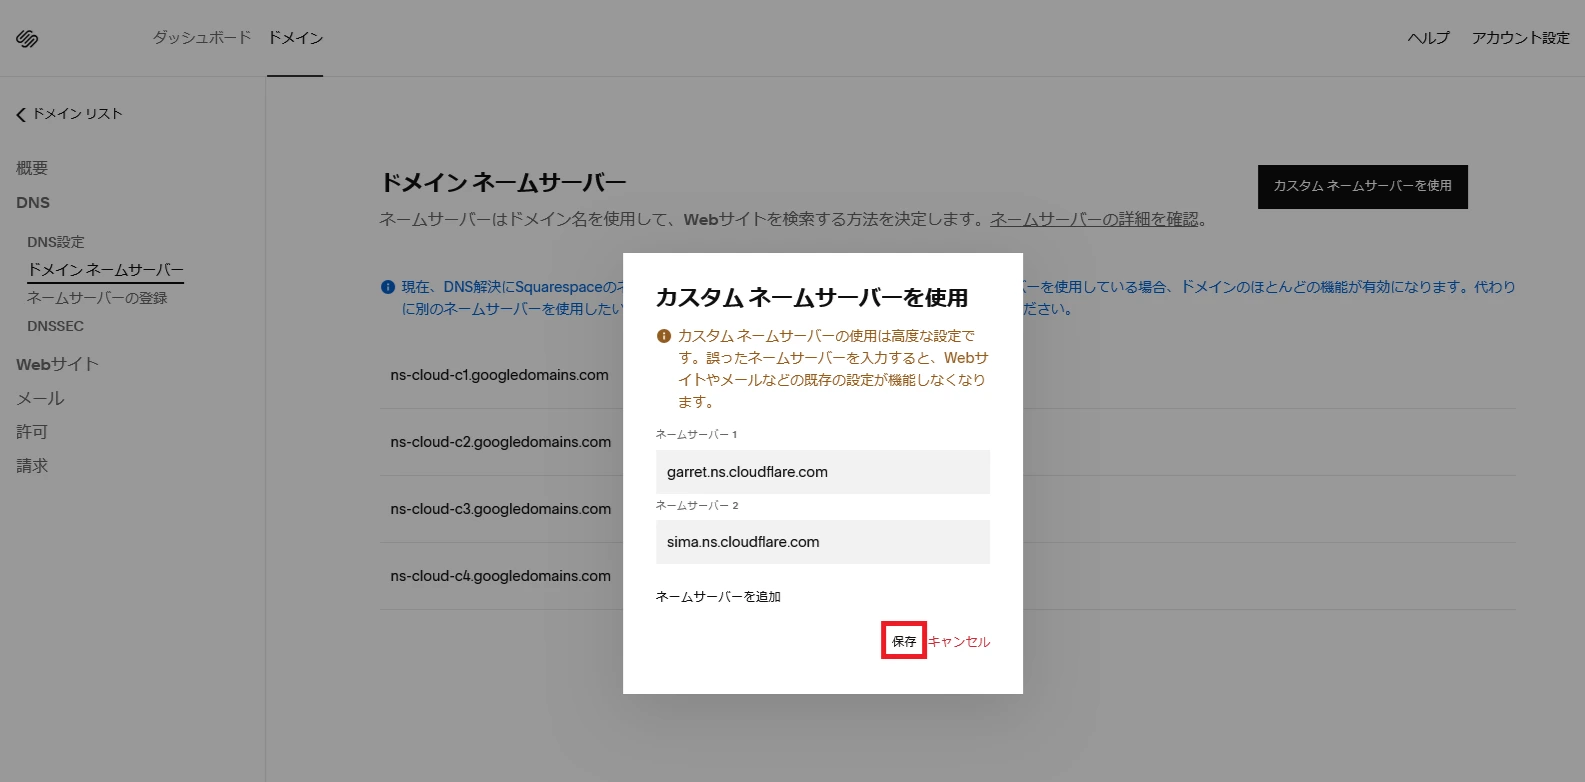 ダッシュボード
ドメイン
ヘルプ
アカウント設定
ドメイン リスト
概要
DNS
DNS設定
ドメイン ネームサーバー
ネームサーバーの登録
DNSSEC
Webサイト
メール
許可
請求
ドメイン ネームサーバー
カスタム ネームサーバーを使用
ネームサーバーはドメイン名を使用して、Webサイトを検索する方法を決定します。ネームサーバーの詳細を確認。
現在、DNS解決にSquarespaceの
バーを使用している場合、ドメインのほとんどの機能が有効になります。代わり
に別のネームサーバーを使用したい
ださい。
ns-cloud-c1.googledomains.com
ns-cloud-c2.googledomains.com
ns-cloud-c3.googledomains.com
ns-cloud-c4.googledomains.com
カスタム ネームサーバーを使用
カスタム ネームサーバーの使用は高度な設定で
す。誤ったネームサーバーを入力すると、Webサ
イトやメールなどの既存の設定が機能しなくなり
ます。
ネームサーバー 1
garret.ns.cloudflare.com
ネームサーバー 2
sima.ns.cloudflare.com
ネームサーバーを追加
保存
キャンセル